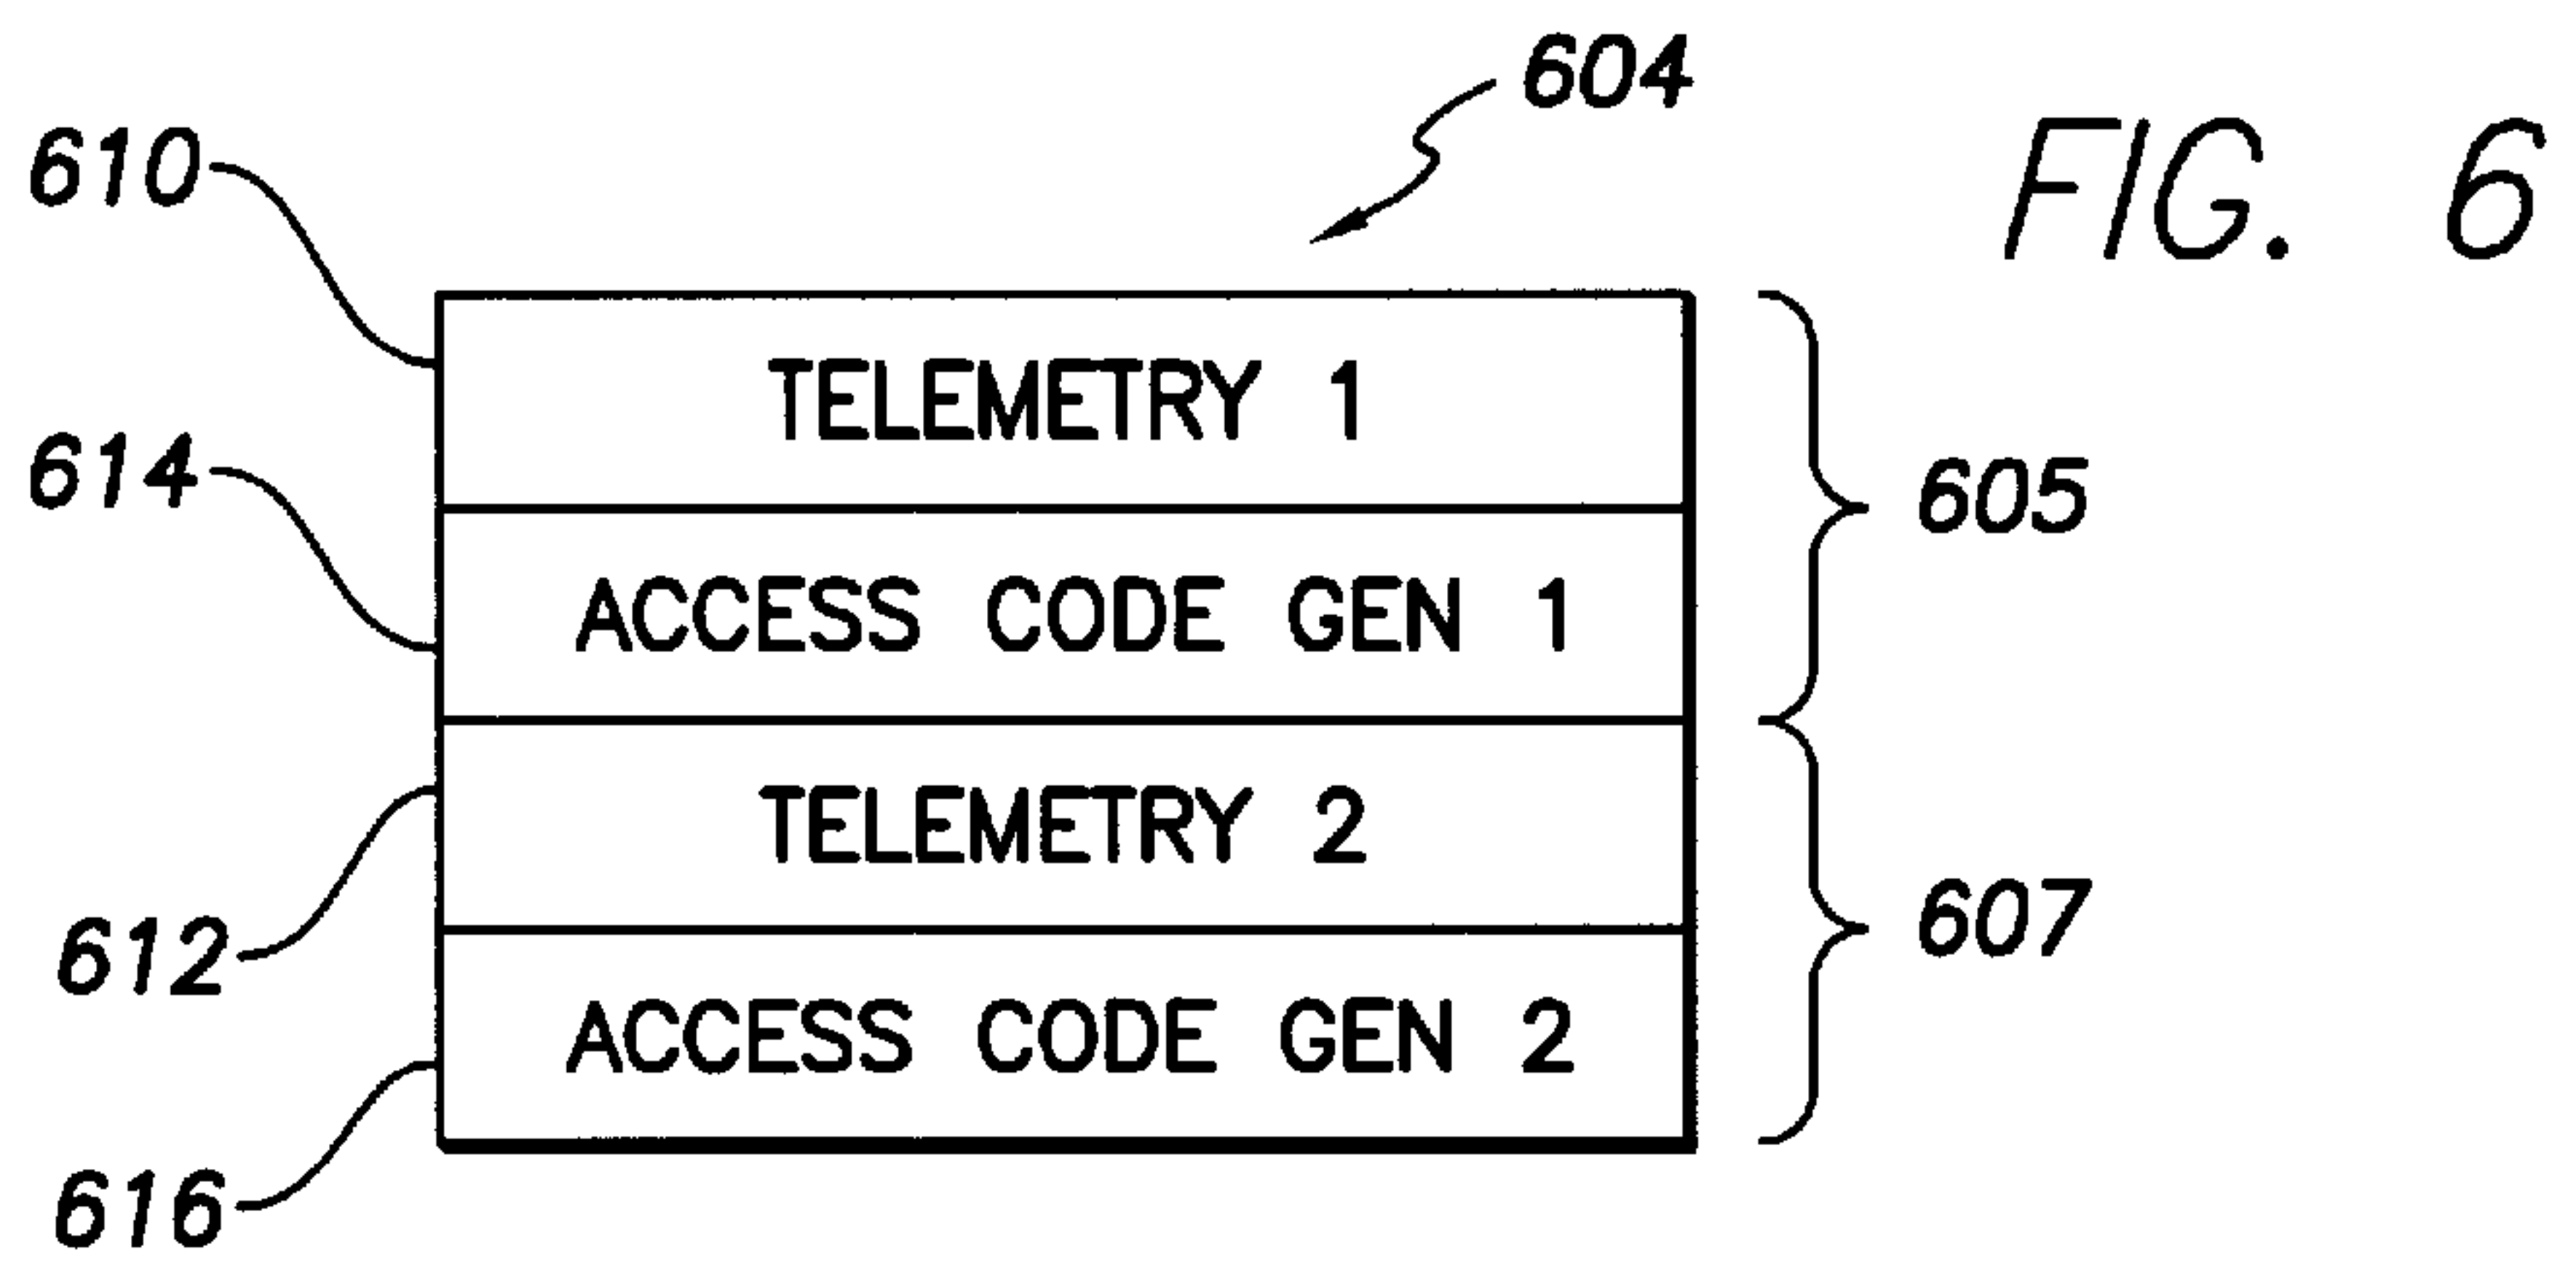 604
FIG. 6
610
TELEMETRY 1
614
605
ACCESS CODE GEN 1
TELEMETRY 2
612
607
ACCESS CODE GEN 2
616